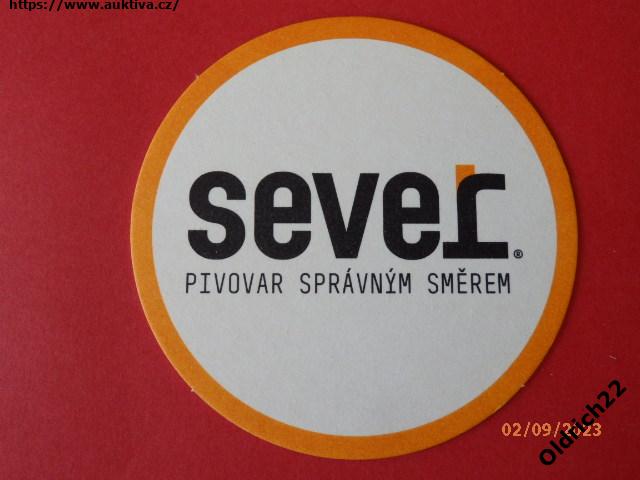 https://www.auktiva.cz/
sever®
PIVOVAR SPRÁVNÝM SMĚREM
02/09/2023
Oldrich22